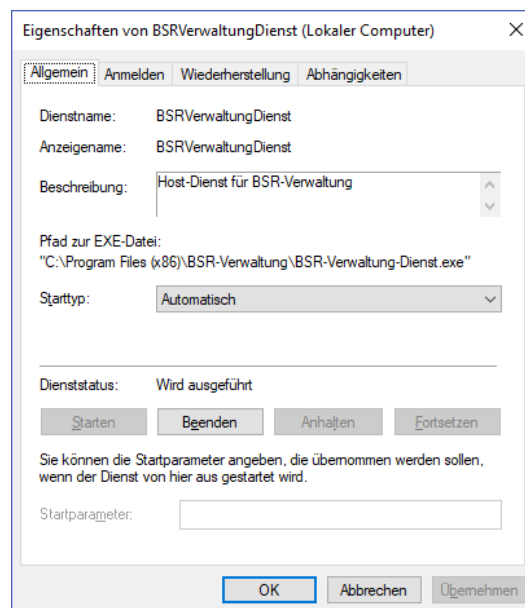 Eigenschaften von BSRVerwaltungDienst (Lokaler Computer)
Allgemein Anmelden Wiederherstellung Abhängigkeiten
Dienstname: BSRVerwaltungDienst
Anzeigename: BSRVerwaltungDienst
Beschreibung: Host-Dienst für BSR-Verwaltung
Pfad zur EXE-Datei:
"C:\Program Files (x86)\BSR-Verwaltung\BSR-Verwaltung-Dienst.exe"
Starttyp: Automatisch
Dienststatus: Wird ausgeführt
Starten Beenden Anhalten Fortsetzen
Sie können die Startparameter angeben, die übernommen werden sollen,
wenn der Dienst von hier aus gestartet wird.
Startparameter:
OK Abbrechen Übernehmen